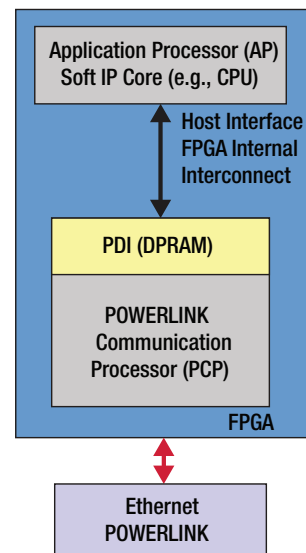 Application Processor (AP)
Soft IP Core (e.g., CPU)
Host Interface
FPGA Internal
Interconnect
PDI (DPRAM)
POWERLINK
Communication
Processor (PCP)
FPGA
Ethernet
POWERLINK